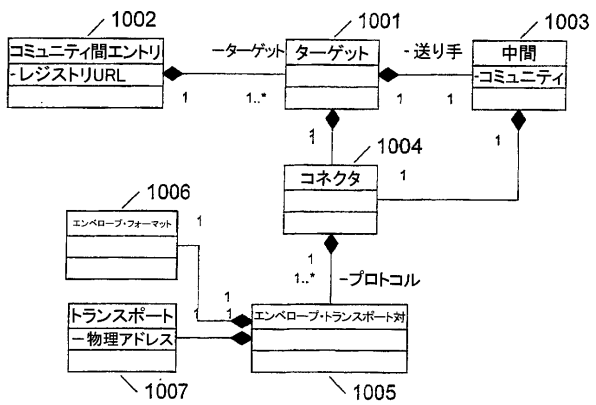 1002
コミュニティ間エントリ
-レジストリURL
1
-ターゲット
1..*
1001
ターゲット
1
-送り手
1
1003
中間
-コミュニティ
1
1
1
1004
コネクタ
1
1
1..*
-プロトコル
1006
エンベロープ・フォーマット
1
1
トランスポート
-物理アドレス
1
1
1007
エンベロープ・トランスポート対
1005